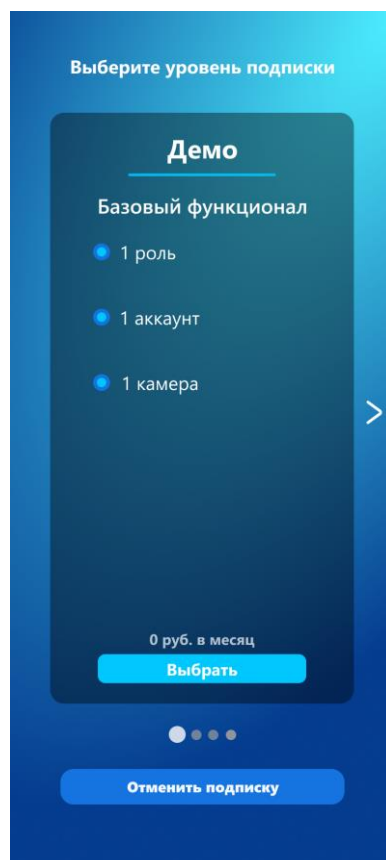 Выберите уровень подписки
Демо
Базовый функционал
1 роль
1 аккаунт
1 камера
0 руб. в месяц
Выбрать
Отменить подписку